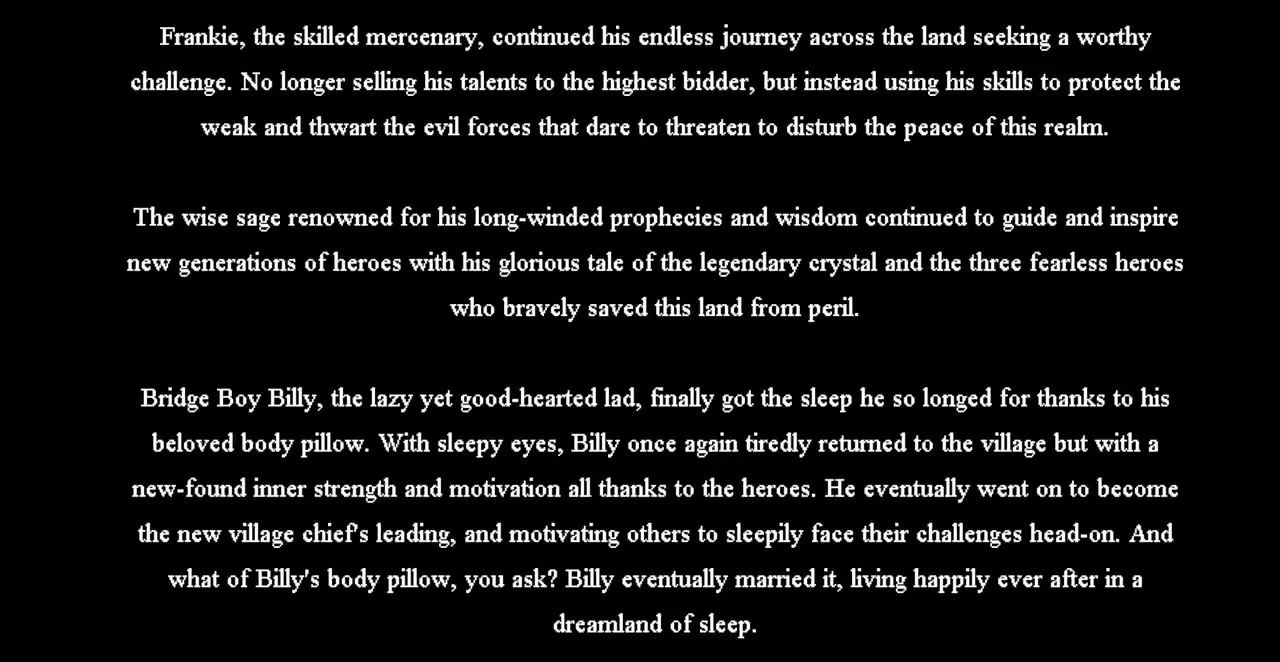 Frankie, the skilled mercenary, continued his endless journey across the land seeking a worthy
challenge. No longer selling his talents to the highest bidder, but instead using his skills to protect the
weak and thwart the evil forces that dare to threaten to disturb the peace of this realm.
The wise sage renowned for his long-winded prophecies and wisdom continued to guide and inspire
new generations of heroes with his glorious tale of the legendary crystal and the three fearless heroes
who bravely saved this land from peril.
Bridge Boy Billy, the lazy yet good-hearted lad, finally got the sleep he so longed for thanks to his
beloved body pillow. With sleepy eyes, Billy once again tiredly returned to the village but with a
new-found inner strength and motivation all thanks to the heroes. He eventually went on to become
the new village chief's leading, and motivating others to sleepily face their challenges head-on. And
what of Billy's body pillow, you ask? Billy eventually married it, living happily ever after in a
dreamland of sleep.